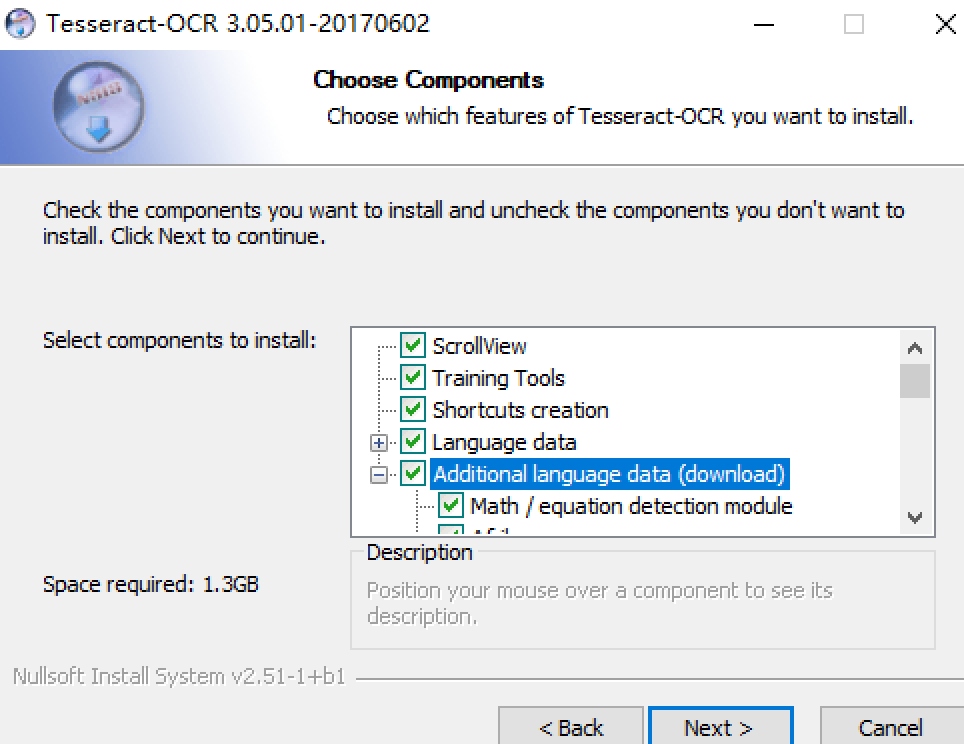 Tesseract-OCR 3.05.01-20170602
Choose Components
Choose which features of Tesseract-OCR you want to install.
Check the components you want to install and uncheck the components you don't want to
install. Click Next to continue.
Select components to install:
ScrollView
Training Tools
Shortcuts creation
Language data
Additional language data (download)
Math / equation detection module
Description
Position your mouse over a component to see its
description.
Space required: 1.3GB
Nullsoft Install System v2.51-1+b1
< Back
Next >
Cancel